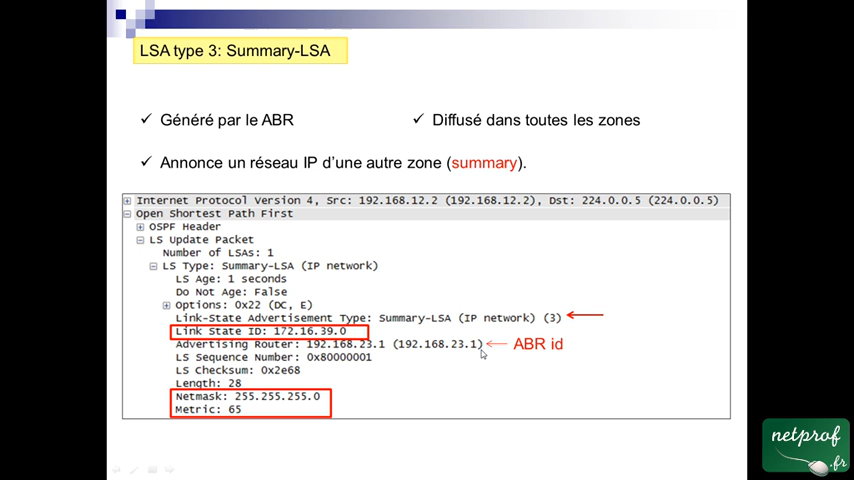 LSA type 3: Summary-LSA
✓ Généré par le ABR
✓ Diffusé dans toutes les zones
✓ Annonce un réseau IP d'une autre zone (summary).
Internet Protocol Version 4, Src: 192.168.12.2 (192.168.12.2), Dst: 224.0.0.5 (224.0.0.5)
Open Shortest Path First
OSPF Header
LS Update Packet
Number of LSAs: 1
LS Type: Summary-LSA (IP network)
LS Age: 1 seconds
Do Not Age: False
Options: 0x22 (DC, E)
Link-State Advertisement Type: Summary-LSA (IP network) (3)
Link State ID: 172.16.39.0
Advertising Router: 192.168.23.1 (192.168.23.1) ABR id
LS Sequence Number: 0x80000001
LS Checksum: 0x2e68
Length: 28
Netmask: 255.255.255.0
Metric: 65
netprof
.fr